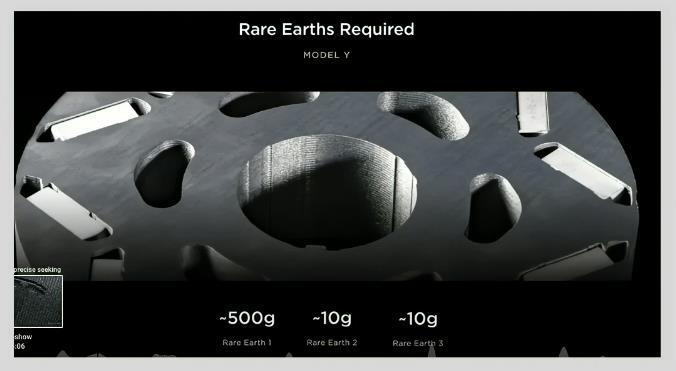 Rare Earths Required
MODEL Y
precise seeking
show
:06
~500g ~10g ~10g
Rare Earth 1 Rare Earth 2 Rare Earth 3